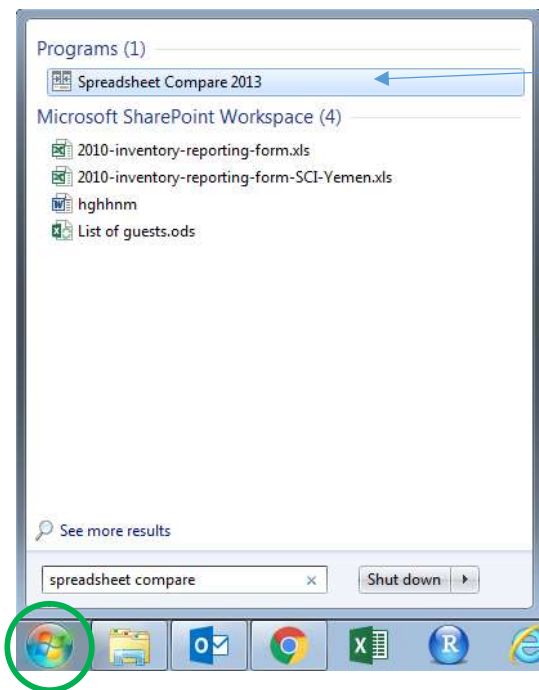 Programs (1)
Spreadsheet Compare 2013
Microsoft SharePoint Workspace (4)
2010-inventory-reporting-form.xls
2010-inventory-reporting-form-SCI-Yemen.xls
hghhnm
List of guests.ods
See more results
spreadsheet compare
Shut down